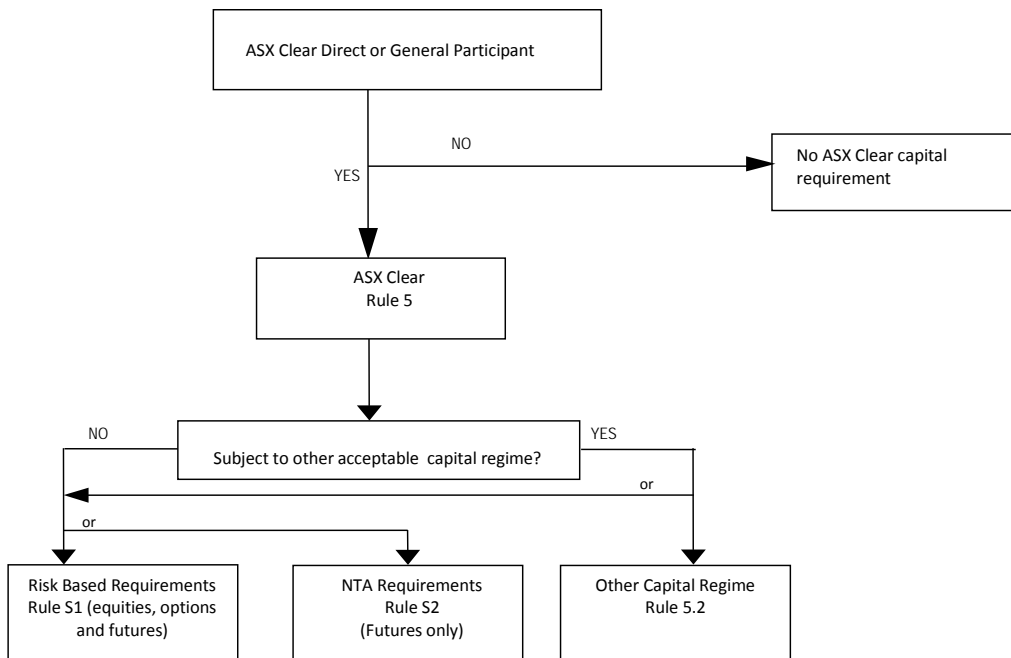 ASX Clear Direct or General Participant
NO
YES
No ASX Clear capital
requirement
ASX Clear
Rule 5
NO
YES
Subject to other acceptable capital regime?
or
or
Risk Based Requirements
Rule S1 (equities, options
and futures)
NTA Requirements
Rule S2
(Futures only)
Other Capital Regime
Rule 5.2